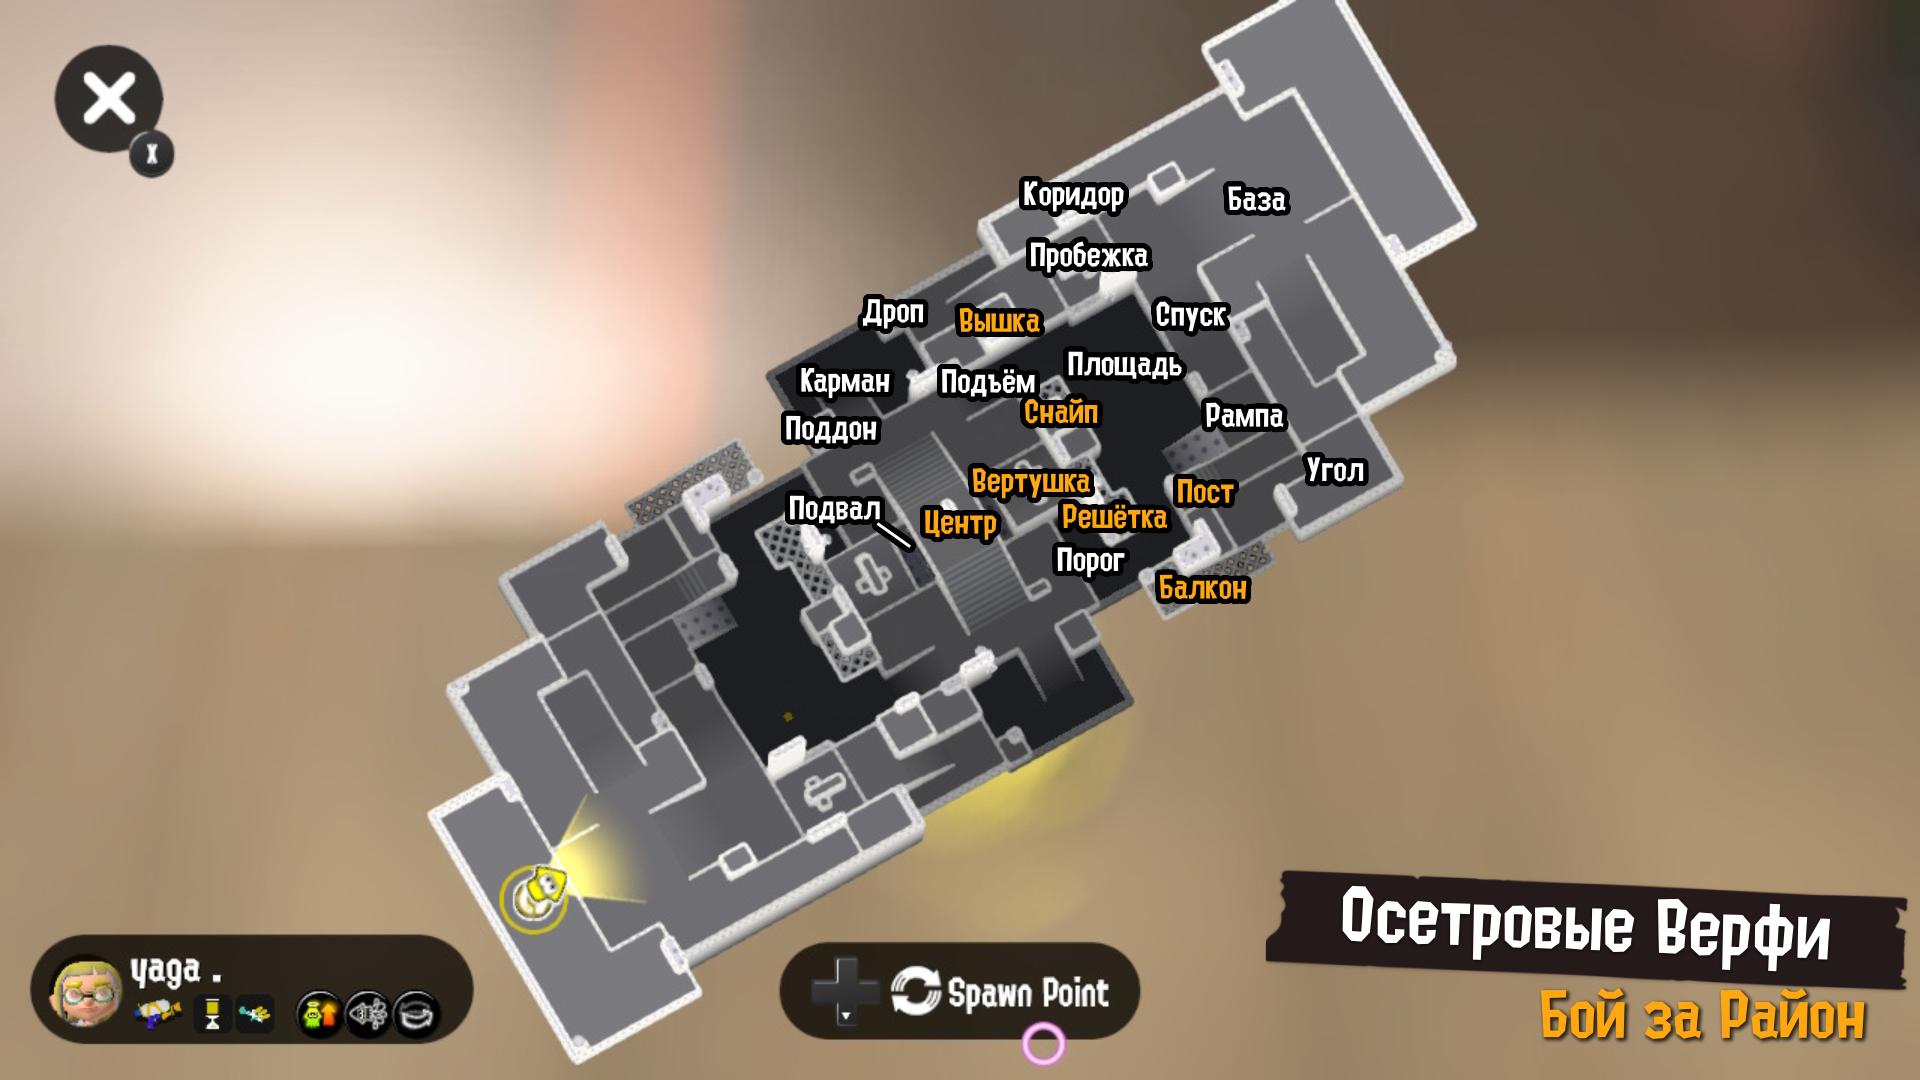 X
Коридор
База
Пробежка
Дроп
Вышка
Спуск
Площадь
Карман
Подъём
Снайп
Рампа
Поддон
Угол
Вертушка
Пост
Подвал
Центр
Решётка
Порог
Балкон
Осетровые Верфи
Бой за Район
yaga .
Spawn Point